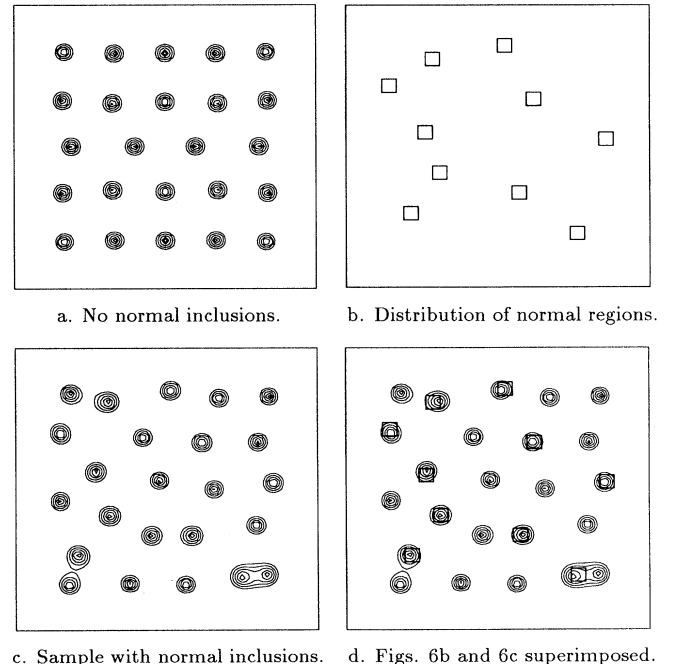 a. No normal inclusions.
b. Distribution of normal regions.
c. Sample with normal inclusions.
d. Figs. 6b and 6c superimposed.